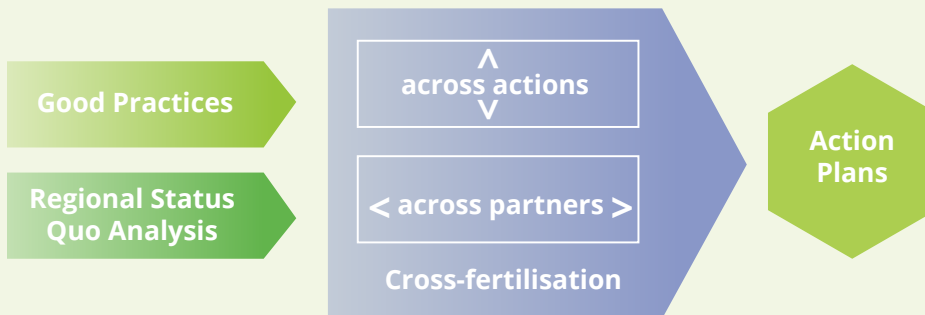 Good Practices
Regional Status
Quo Analysis
^
across actions
v
< across partners >
Cross-fertilisation
Action
Plans